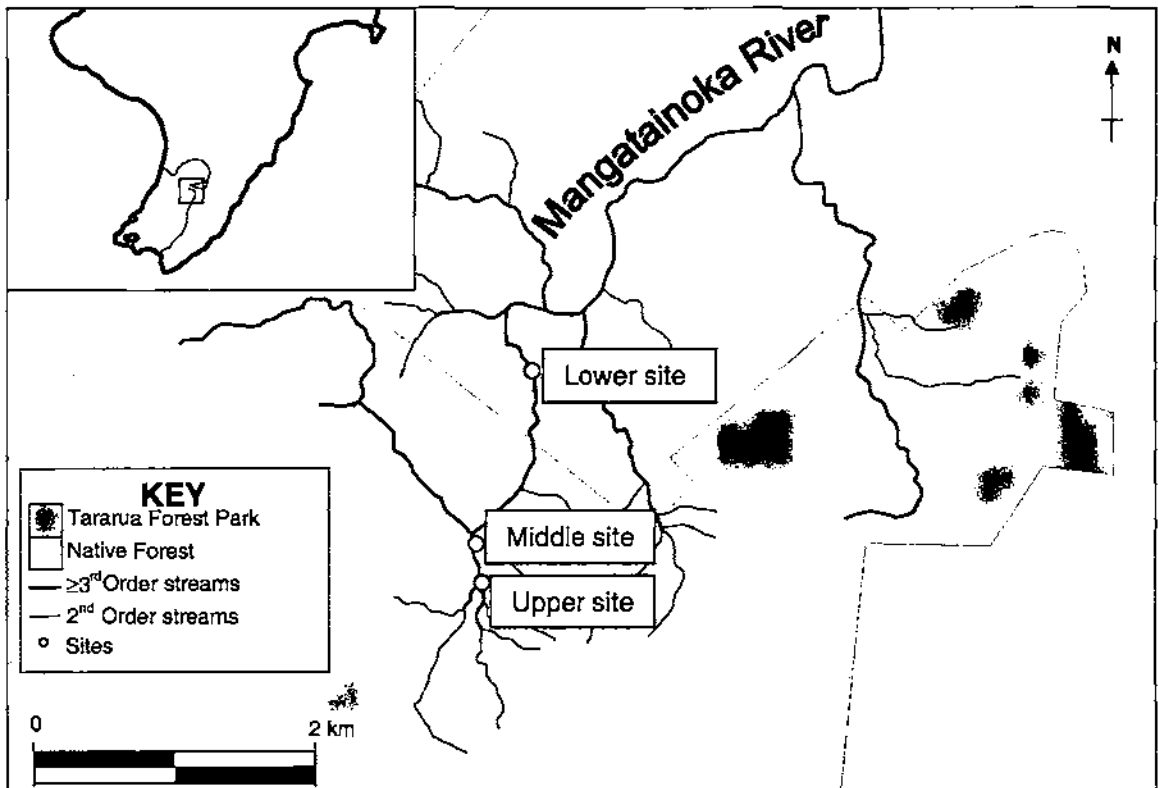 N
Mangatainoka River
Lower site
Middle site
Upper site
KEY
Tararua Forest Park
Native Forest
≥3rd Order streams
2nd Order streams
Sites
0
2 km